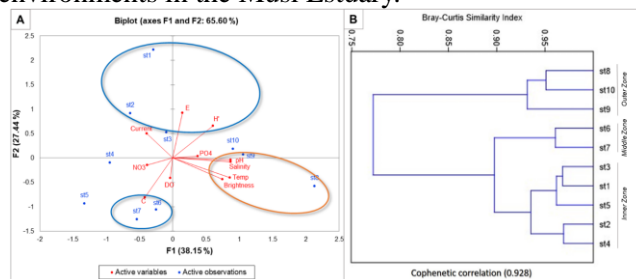 environments in the Musi Estuary.
A
Biplot (axes F1 and F2: 65.60 %)
F2 (27.44 %)
2.5
2
1.5
1
0.5
0
-0.5
-1
-1.5
st1
st2
E
H'
Current
st3
st10
PO4
st9
pH
Salinity
st4
NO3
DO
Temp
Brightness
st8
C
st5
st7
st6
-2 -1.5 -1 -0.5 0 0.5 1 1.5 2 2.5
F1 (38.15 %)
Active variables Active observations
B
Bray-Curtis Similarity Index
0.75 0.80 0.85 0.90 0.95
st8
st10
st9
st6
st7
st3
st1
st5
st2
st4
Outer Zone
Middle Zone
Inner Zone
Cophenetic correlation (0.928)